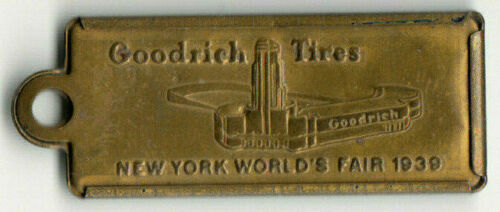 Goodrich Tires
Goodrich
NEW YORK WORLD'S FAIR 1939